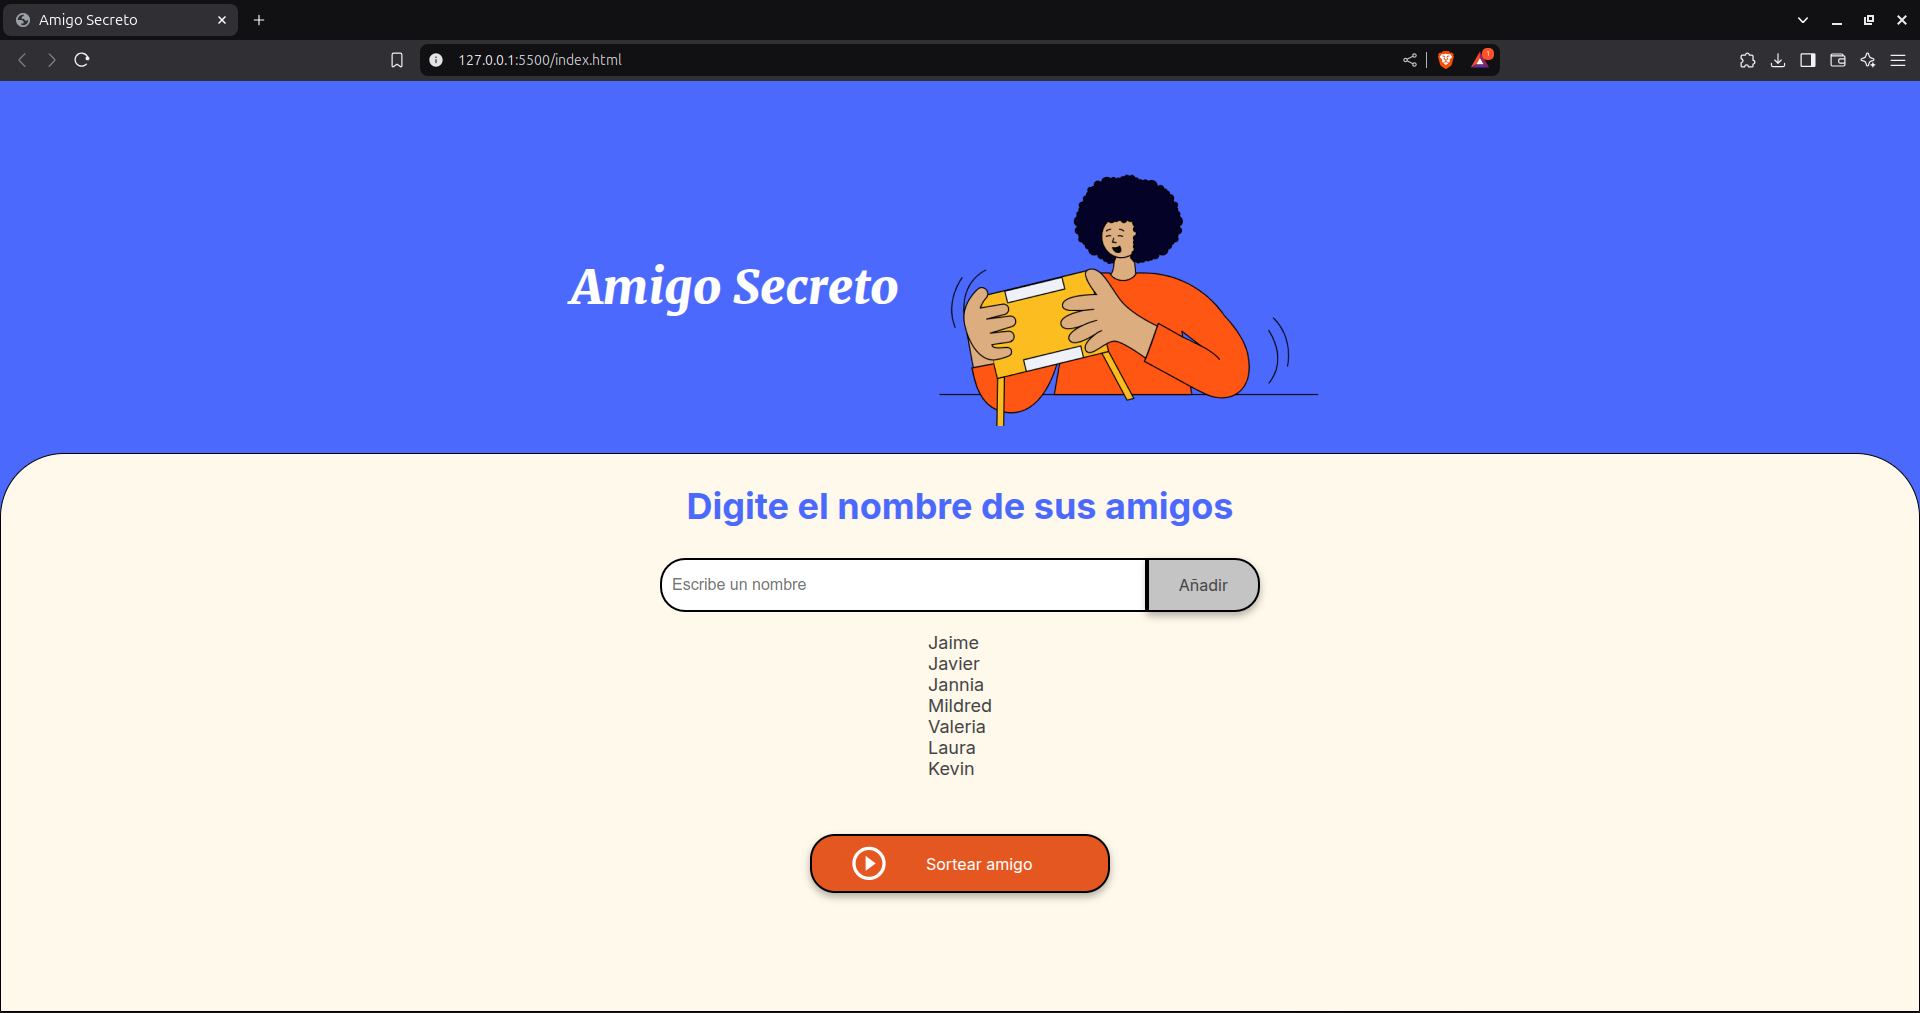 Amigo Secreto
127.0.0.1:5500/index.html
1
Amigo Secreto
Digite el nombre de sus amigos
Escribe un nombre
Añadir
Jaime
Javier
Jannia
Mildred
Valeria
Laura
Kevin
Sortear amigo